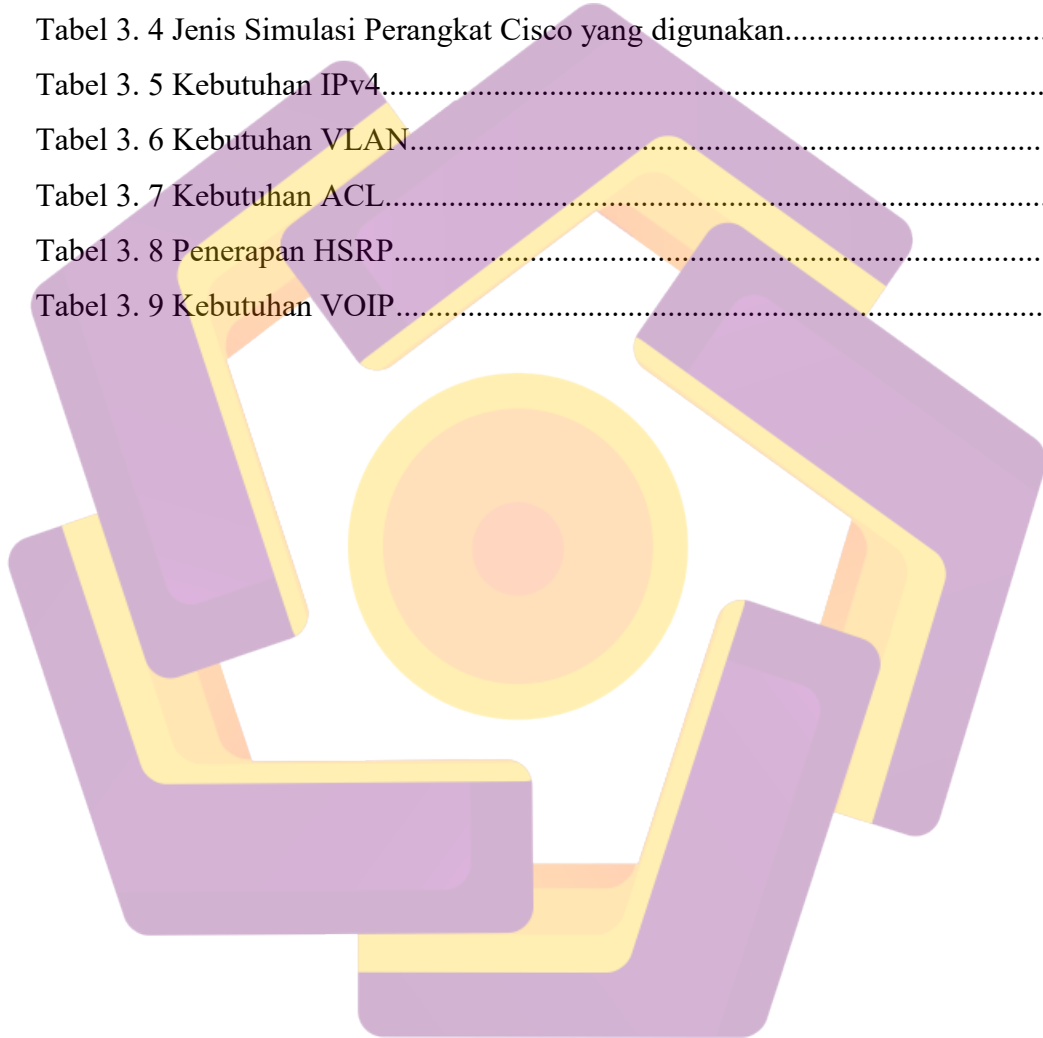 Tabel 3. 4 Jenis Simulasi Perangkat Cisco yang digunakan..............................
Tabel 3. 5 Kebutuhan IPv4..................................................................................
Tabel 3. 6 Kebutuhan VLAN..............................................................................
Tabel 3. 7 Kebutuhan ACL.................................................................................
Tabel 3. 8 Penerapan HSRP................................................................................
Tabel 3. 9 Kebutuhan VOIP................................................................................